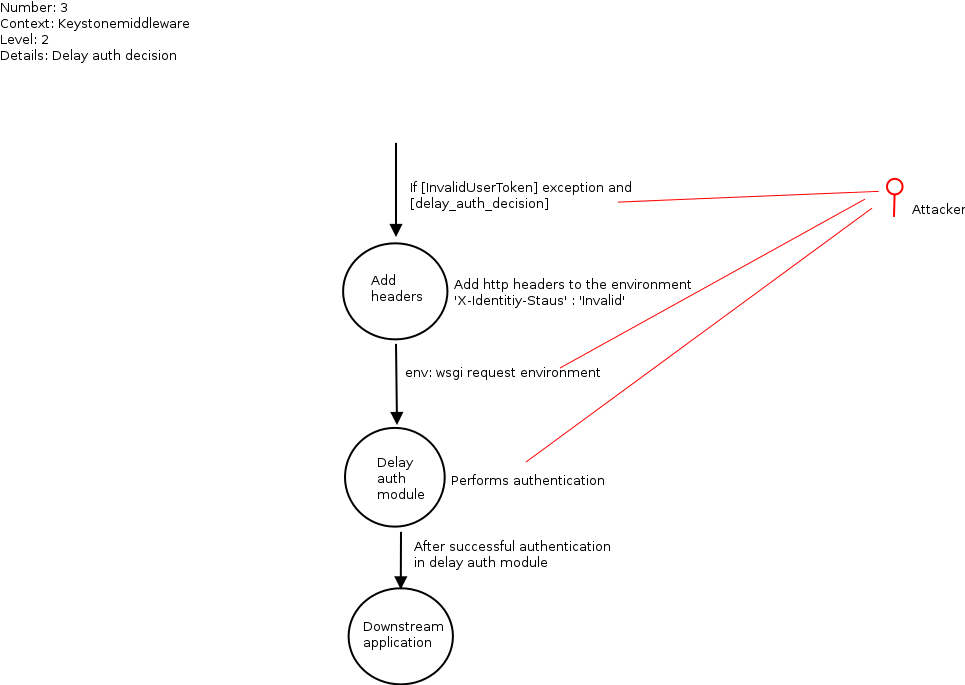 Number: 3
Context: Keystonemiddleware
Level: 2
Details: Delay auth decision
If [InvalidUserToken] exception and
[delay_auth_decision]
Attacker
Add
headers
Add http headers to the environment
'X-Identitiy-Staus' : 'Invalid'
env: wsgi request environment
Delay
auth
module
Performs authentication
After successful authentication
in delay auth module
Downstream
application